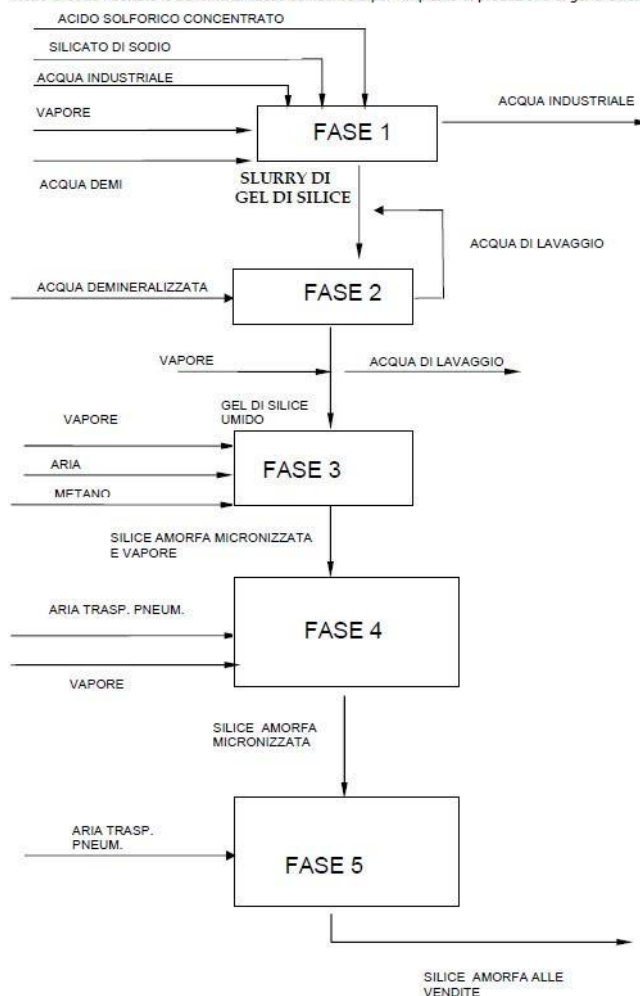 ACIDO SOLFORICO CONCENTRATO
SILICATO DI SODIO
ACQUA INDUSTRIALE
VAPORE
ACQUA DEMI
FASE 1
ACQUA INDUSTRIALE
SLURRY DI
GEL DI SILICE
ACQUA DI LAVAGGIO
ACQUA DEMINERALIZZATA
FASE 2
VAPORE
ACQUA DI LAVAGGIO
GEL DI SILICE
UMIDO
VAPORE
ARIA
METANO
FASE 3
SILICE AMORFA MICRONIZZATA
E VAPORE
ARIA TRASP. PNEUM.
VAPORE
FASE 4
SILICE AMORFA
MICRONIZZATA
ARIA TRASP.
PNEUM.
FASE 5
SILICE AMORFA ALLE
VENDITE